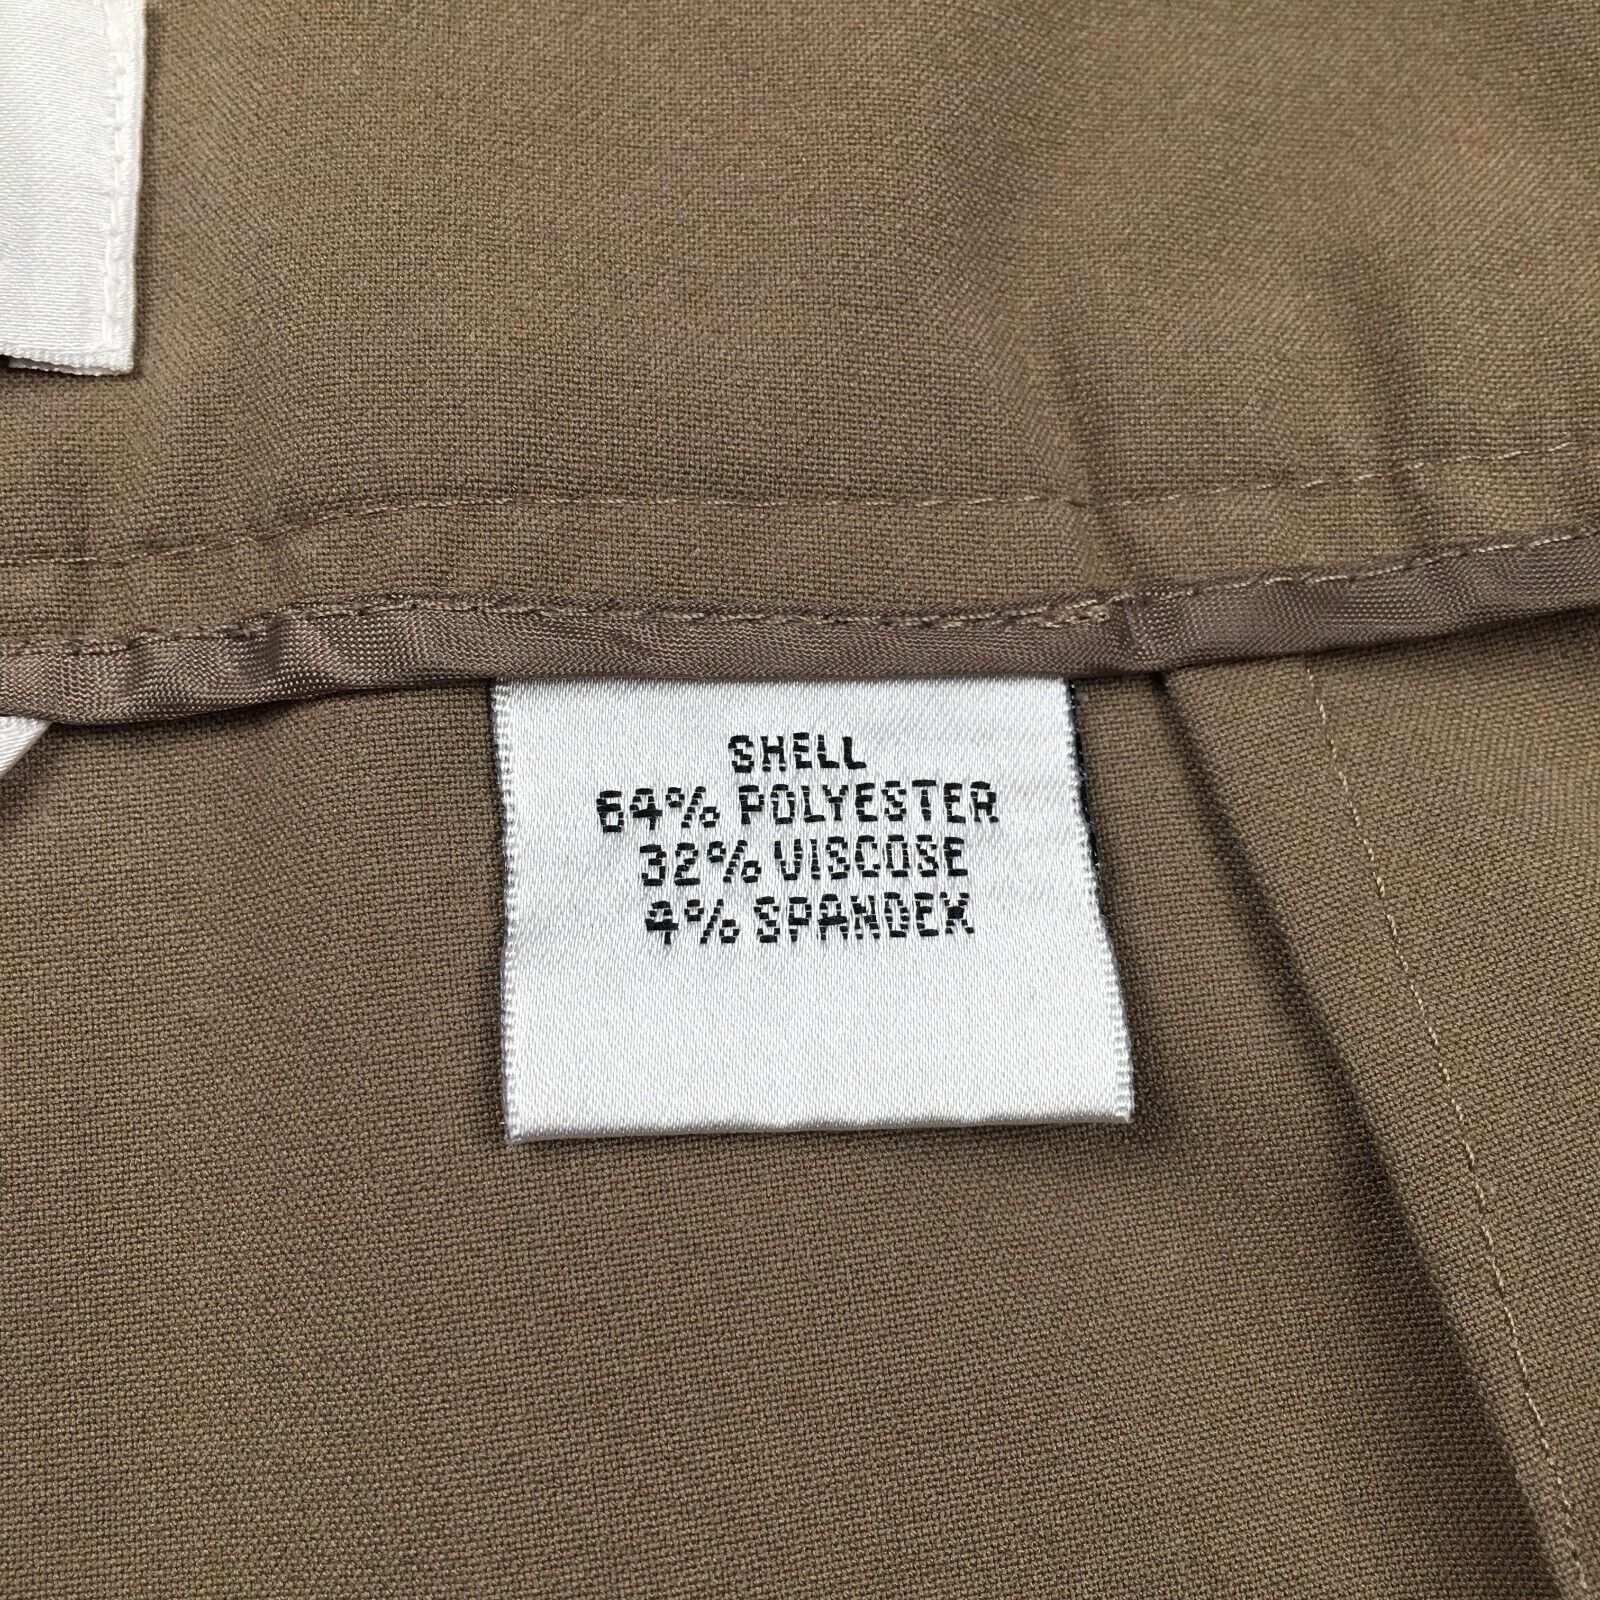 SHELL
64% POLYESTER
32% VISCOSE
4% SPANDEX